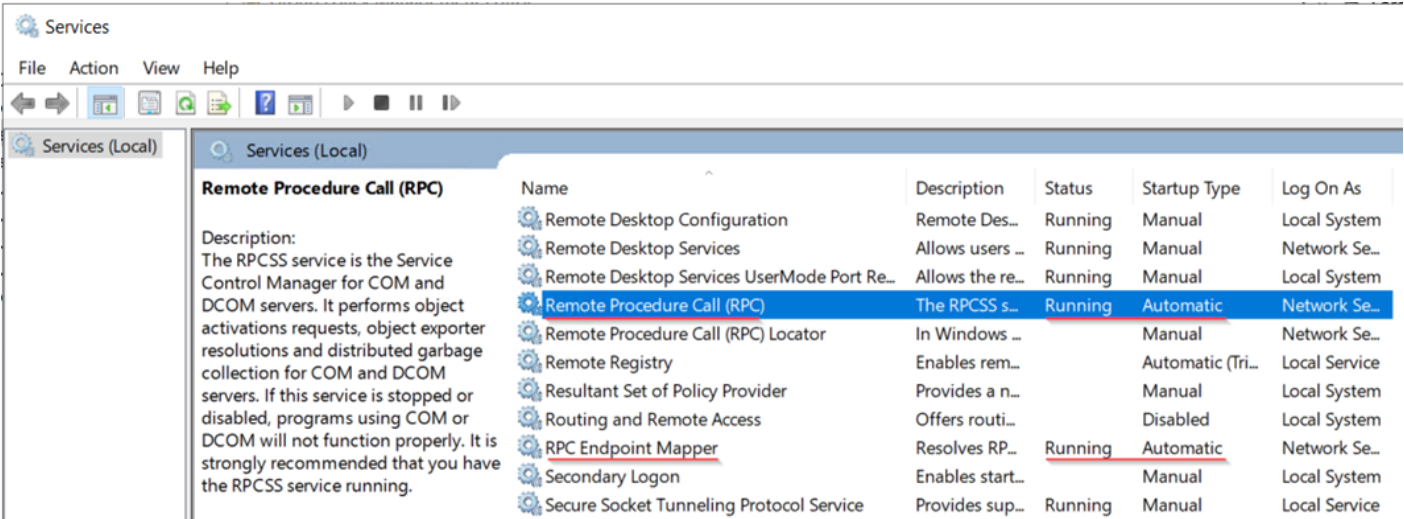 Services
File Action View Help
Services (Local)
Services (Local)
Remote Procedure Call (RPC)
Description:
The RPCSS service is the Service
Control Manager for COM and
DCOM servers. It performs object
activations requests, object exporter
resolutions and distributed garbage
collection for COM and DCOM
servers. If this service is stopped or
disabled, programs using COM or
DCOM will not function properly. It is
strongly recommended that you have
the RPCSS service running.
Name Description Status Startup Type Log On As
Remote Desktop Configuration Remote Des... Running Manual Local System
Remote Desktop Services Allows users ... Running Manual Network Se...
Remote Desktop Services UserMode Port Re... Allows the re... Running Manual Local System
Remote Procedure Call (RPC) The RPCSS s... Running Automatic Network Se...
Remote Procedure Call (RPC) Locator In Windows ... Manual Network Se...
Remote Registry Enables rem... Automatic (Tri... Local Service
Resultant Set of Policy Provider Provides a n... Manual Local System
Routing and Remote Access Offers routi... Disabled Local System
RPC Endpoint Mapper Resolves RP... Running Automatic Network Se...
Secondary Logon Enables start... Manual Local System
Secure Socket Tunneling Protocol Service Provides sup... Running Manual Local Service